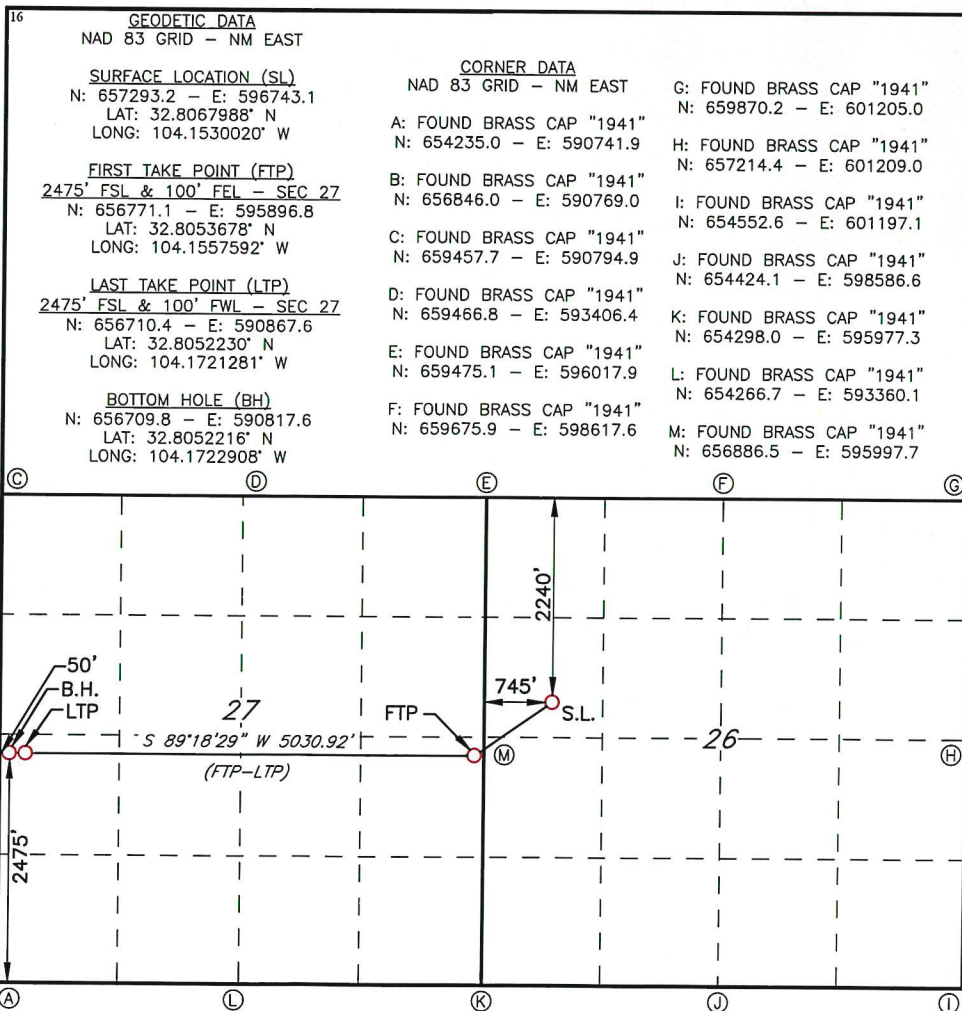 16
GEODETIC DATA
NAD 83 GRID – NM EAST
SURFACE LOCATION (SL)
N: 657293.2 – E: 596743.1
LAT: 32.8067988° N
LONG: 104.1530020° W
FIRST TAKE POINT (FTP)
2475' FSL & 100' FEL – SEC 27
N: 656771.1 – E: 595896.8
LAT: 32.8053678° N
LONG: 104.1557592° W
LAST TAKE POINT (LTP)
2475' FSL & 100' FWL – SEC 27
N: 656710.4 – E: 590867.6
LAT: 32.8052230° N
LONG: 104.1721281° W
BOTTOM HOLE (BH)
N: 656709.8 – E: 590817.6
LAT: 32.8052216° N
LONG: 104.1722908° W
CORNER DATA
NAD 83 GRID – NM EAST
A: FOUND BRASS CAP "1941"
N: 654235.0 – E: 590741.9
B: FOUND BRASS CAP "1941"
N: 656846.0 – E: 590769.0
C: FOUND BRASS CAP "1941"
N: 659457.7 – E: 590794.9
D: FOUND BRASS CAP "1941"
N: 659466.8 – E: 593406.4
E: FOUND BRASS CAP "1941"
N: 659475.1 – E: 596017.9
F: FOUND BRASS CAP "1941"
N: 659675.9 – E: 598617.6
G: FOUND BRASS CAP "1941"
N: 659870.2 – E: 601205.0
H: FOUND BRASS CAP "1941"
N: 657214.4 – E: 601209.0
I: FOUND BRASS CAP "1941"
N: 654552.6 – E: 601197.1
J: FOUND BRASS CAP "1941"
N: 654424.1 – E: 598586.6
K: FOUND BRASS CAP "1941"
N: 654298.0 – E: 595977.3
L: FOUND BRASS CAP "1941"
N: 654266.7 – E: 593360.1
M: FOUND BRASS CAP "1941"
N: 656886.5 – E: 595997.7
C D E F G
2240'
745'
S.L.
50'
B.H.
LTP
27
FTP
26
S 89°18'29" W 5030.92'
(FTP–LTP)
M
H
2475'
A L K J I